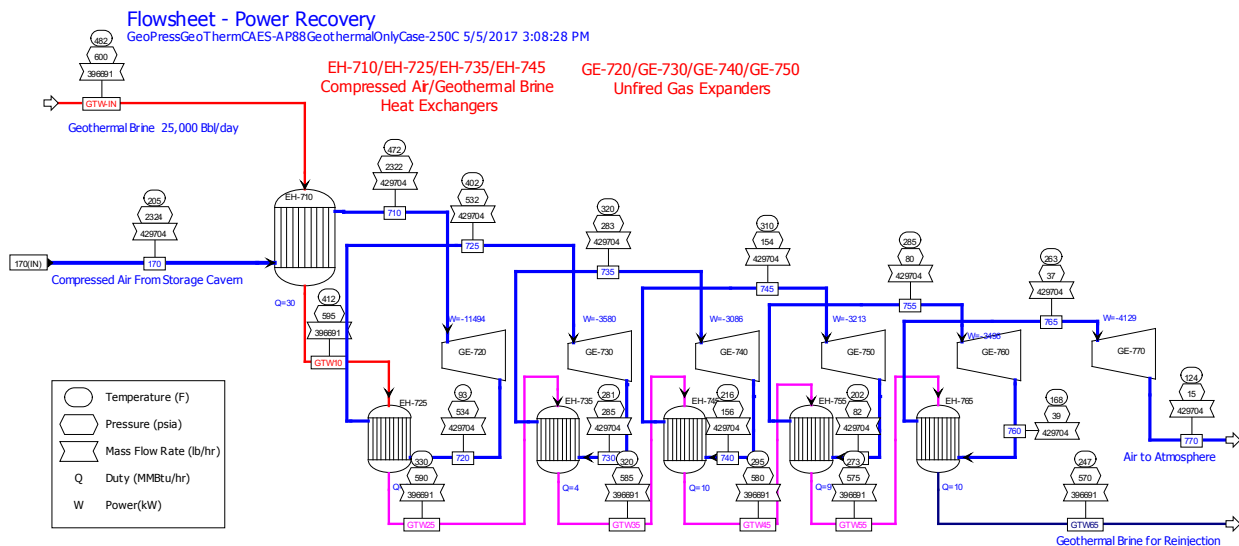 Flowsheet - Power Recovery
GeoPressGeoThermCAES-AP88GeothermalOnlyCase-250C 5/5/2017 3:08:28 PM
EH-710/EH-725/EH-735/EH-745
Compressed Air/Geothermal Brine
Heat Exchangers
GE-720/GE-730/GE-740/GE-750
Unfired Gas Expanders
482
600
396691
GTW-IN
Geothermal Brine 25,000 Bbl/day
205
2324
429704
170(IN)
170
Compressed Air From Storage Cavern
EH-710
Q=30
472
2322
429704
710
402
532
429704
725
320
283
429704
735
310
154
429704
745
285
80
429704
755
263
37
429704
765
412
595
396691
GTW10
W=-11494
GE-720
W=-3580
GE-730
W=-3086
GE-740
W=-3213
GE-750
GE-760
W=-4129
GE-770
EH-725
93
534
429704
720
EH-735
281
285
429704
730
216
156
429704
740
EH-755
202
82
429704
EH-765
168
39
429704
760
124
15
429704
770
Air to Atmosphere
Q
330
590
396691
GTW25
Q=4
320
585
396691
GTW35
Q=10
295
580
396691
GTW45
Q=9
273
575
396691
GTW55
Q=10
247
570
396691
GTW65
Geothermal Brine for Reinjection
Temperature (F)
Pressure (psia)
Mass Flow Rate (lb/hr)
Q Duty (MMBtu/hr)
W Power(kW)